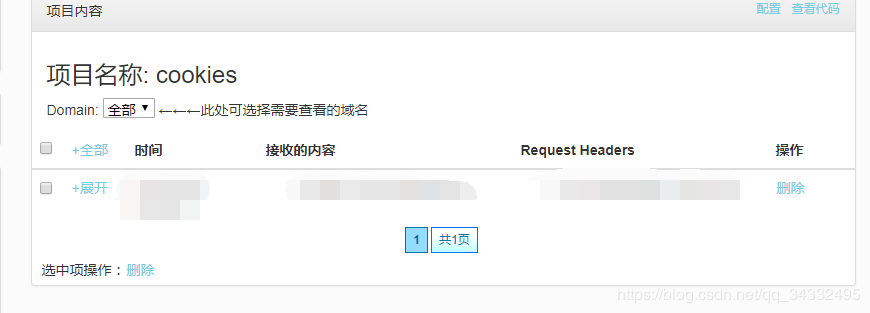 项目内容 配置 查看代码
项目名称: cookies
Domain: 全部 ←←←此处可选择需要查看的域名
+全部 时间 接收的内容 Request Headers 操作
+展开 删除
1 共1页
选中项操作：删除
https://blog.csdn.net/qq_34332495